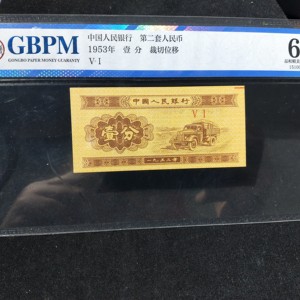 GBPM
GONGBO PAPER MONEY GUARANTY
中国人民银行 第二套人民币
1953年 壹 分 裁切位移
V·I
6
中国人民银行
V I
壹分
一九五三年